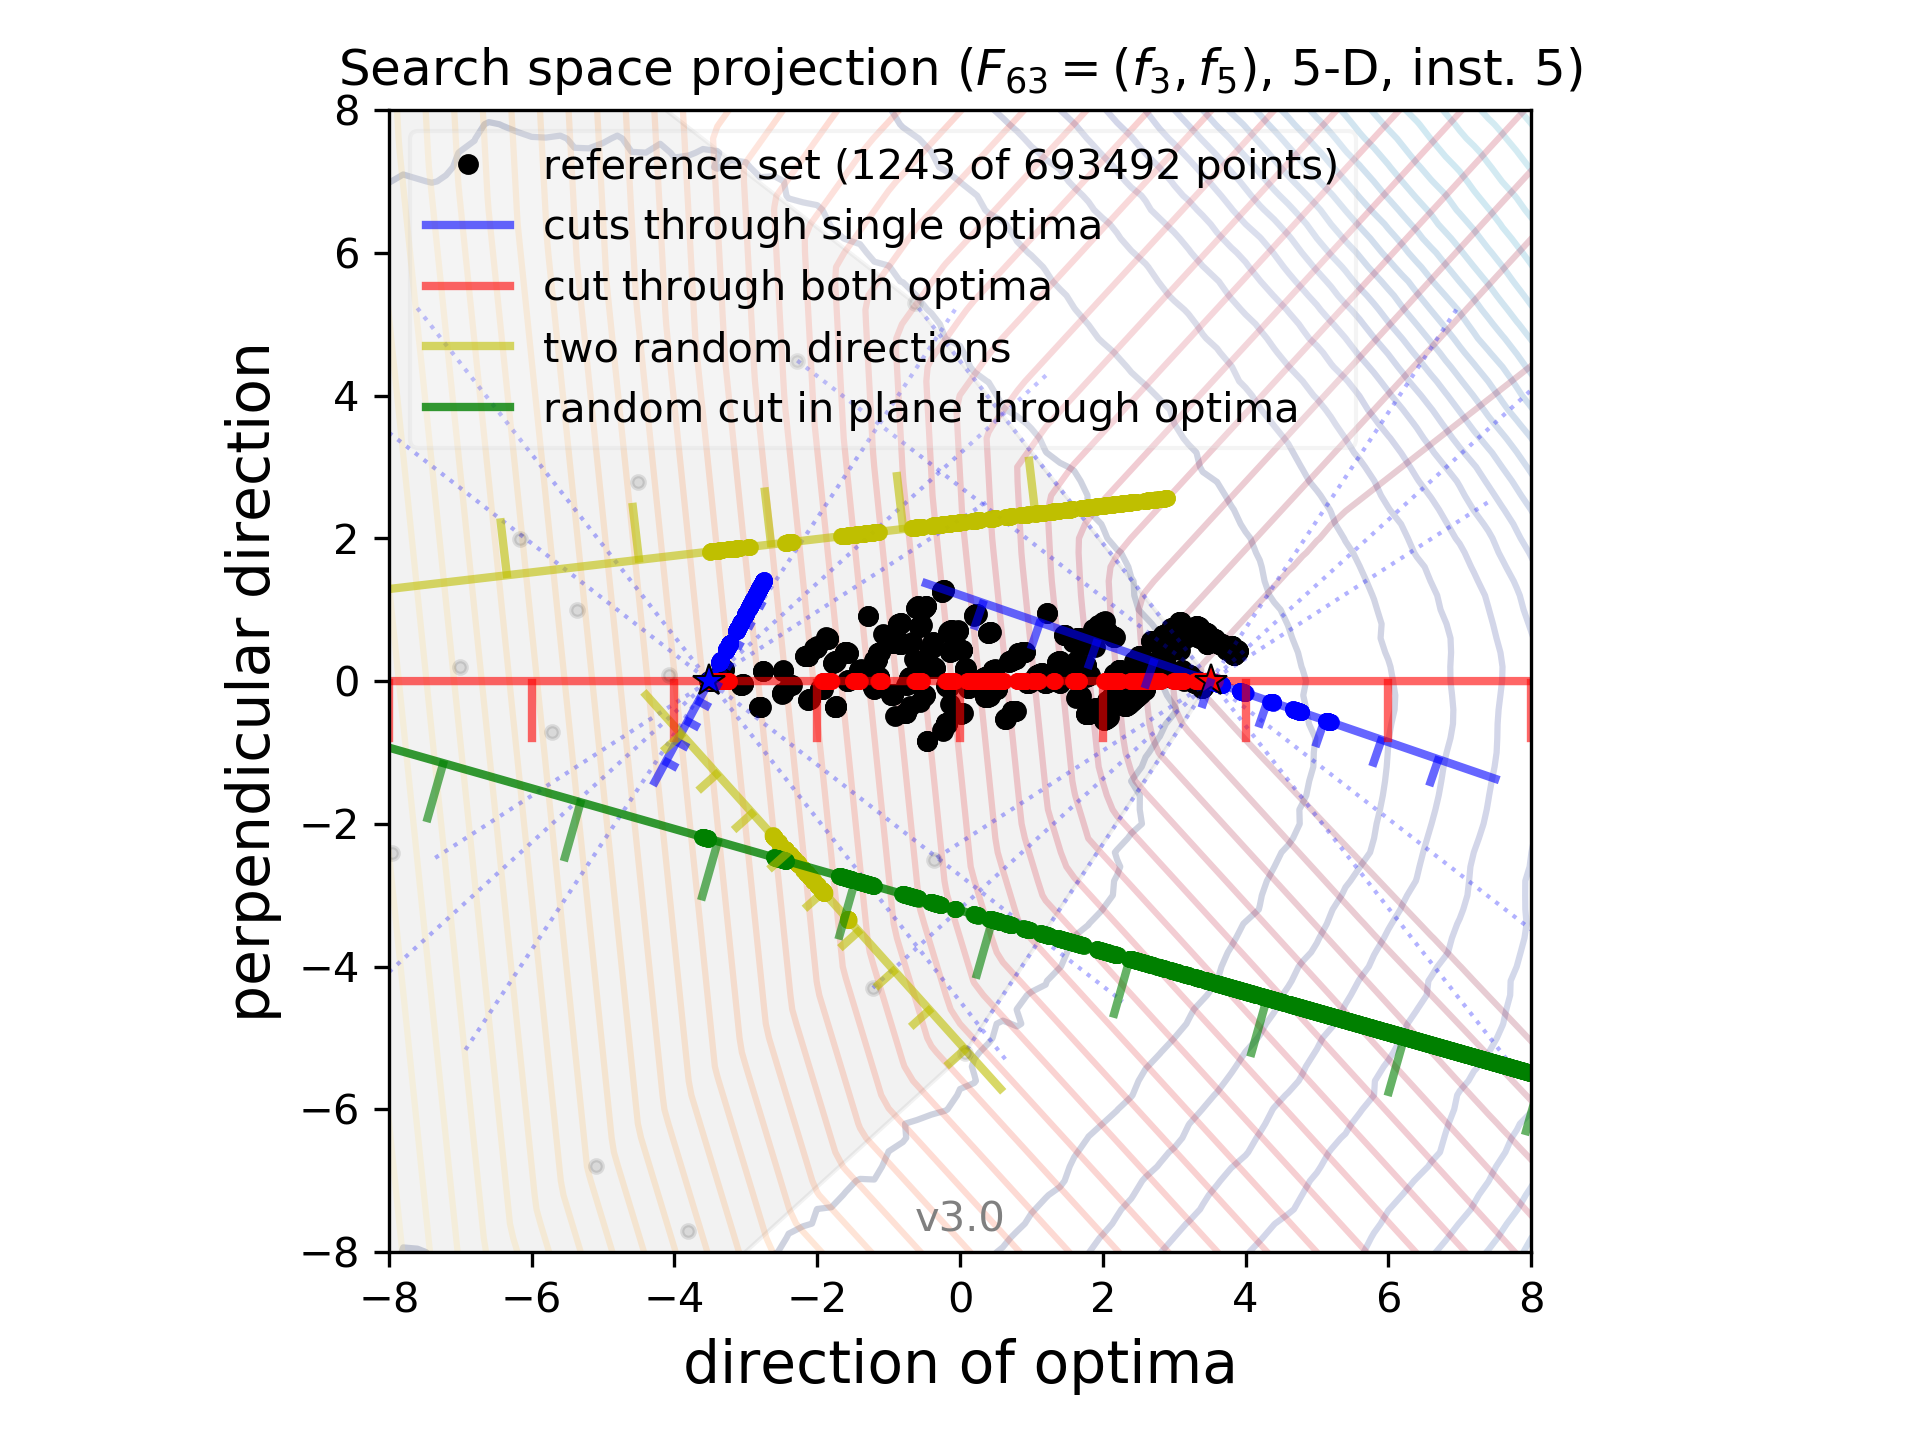 Search space projection (F₆₃ = (f₃, f₅), 5-D, inst. 5)
8
6
4
2
0
−2
−4
−6
−8
perpendicular direction
reference set (1243 of 693492 points)
cuts through single optima
cut through both optima
two random directions
random cut in plane through optima
v3.0
−8 −6 −4 −2 0 2 4 6 8
direction of optima